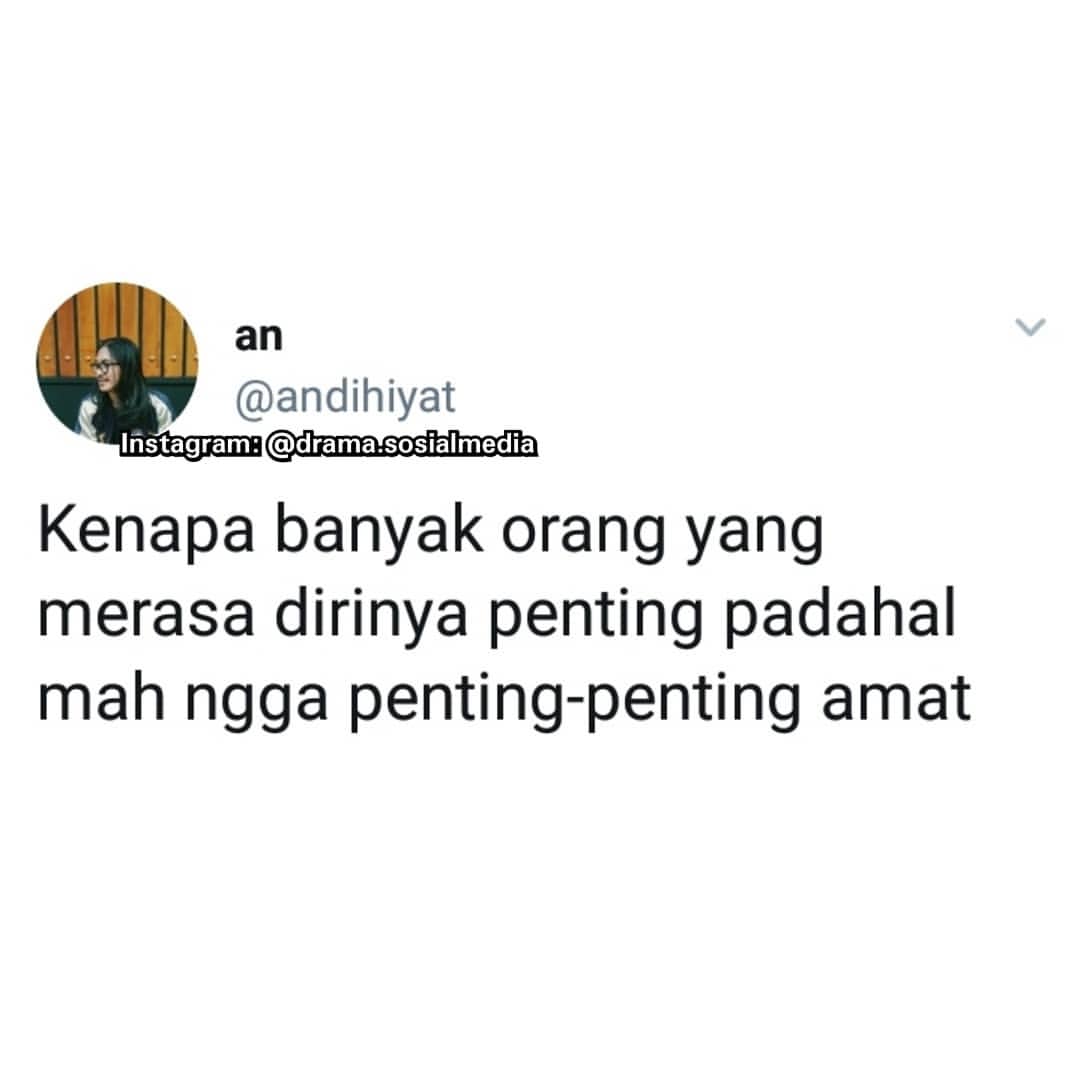 an
@andihiyat
Instagram: @drama.sosialmedia
Kenapa banyak orang yang
merasa dirinya penting padahal
mah ngga penting-penting amat